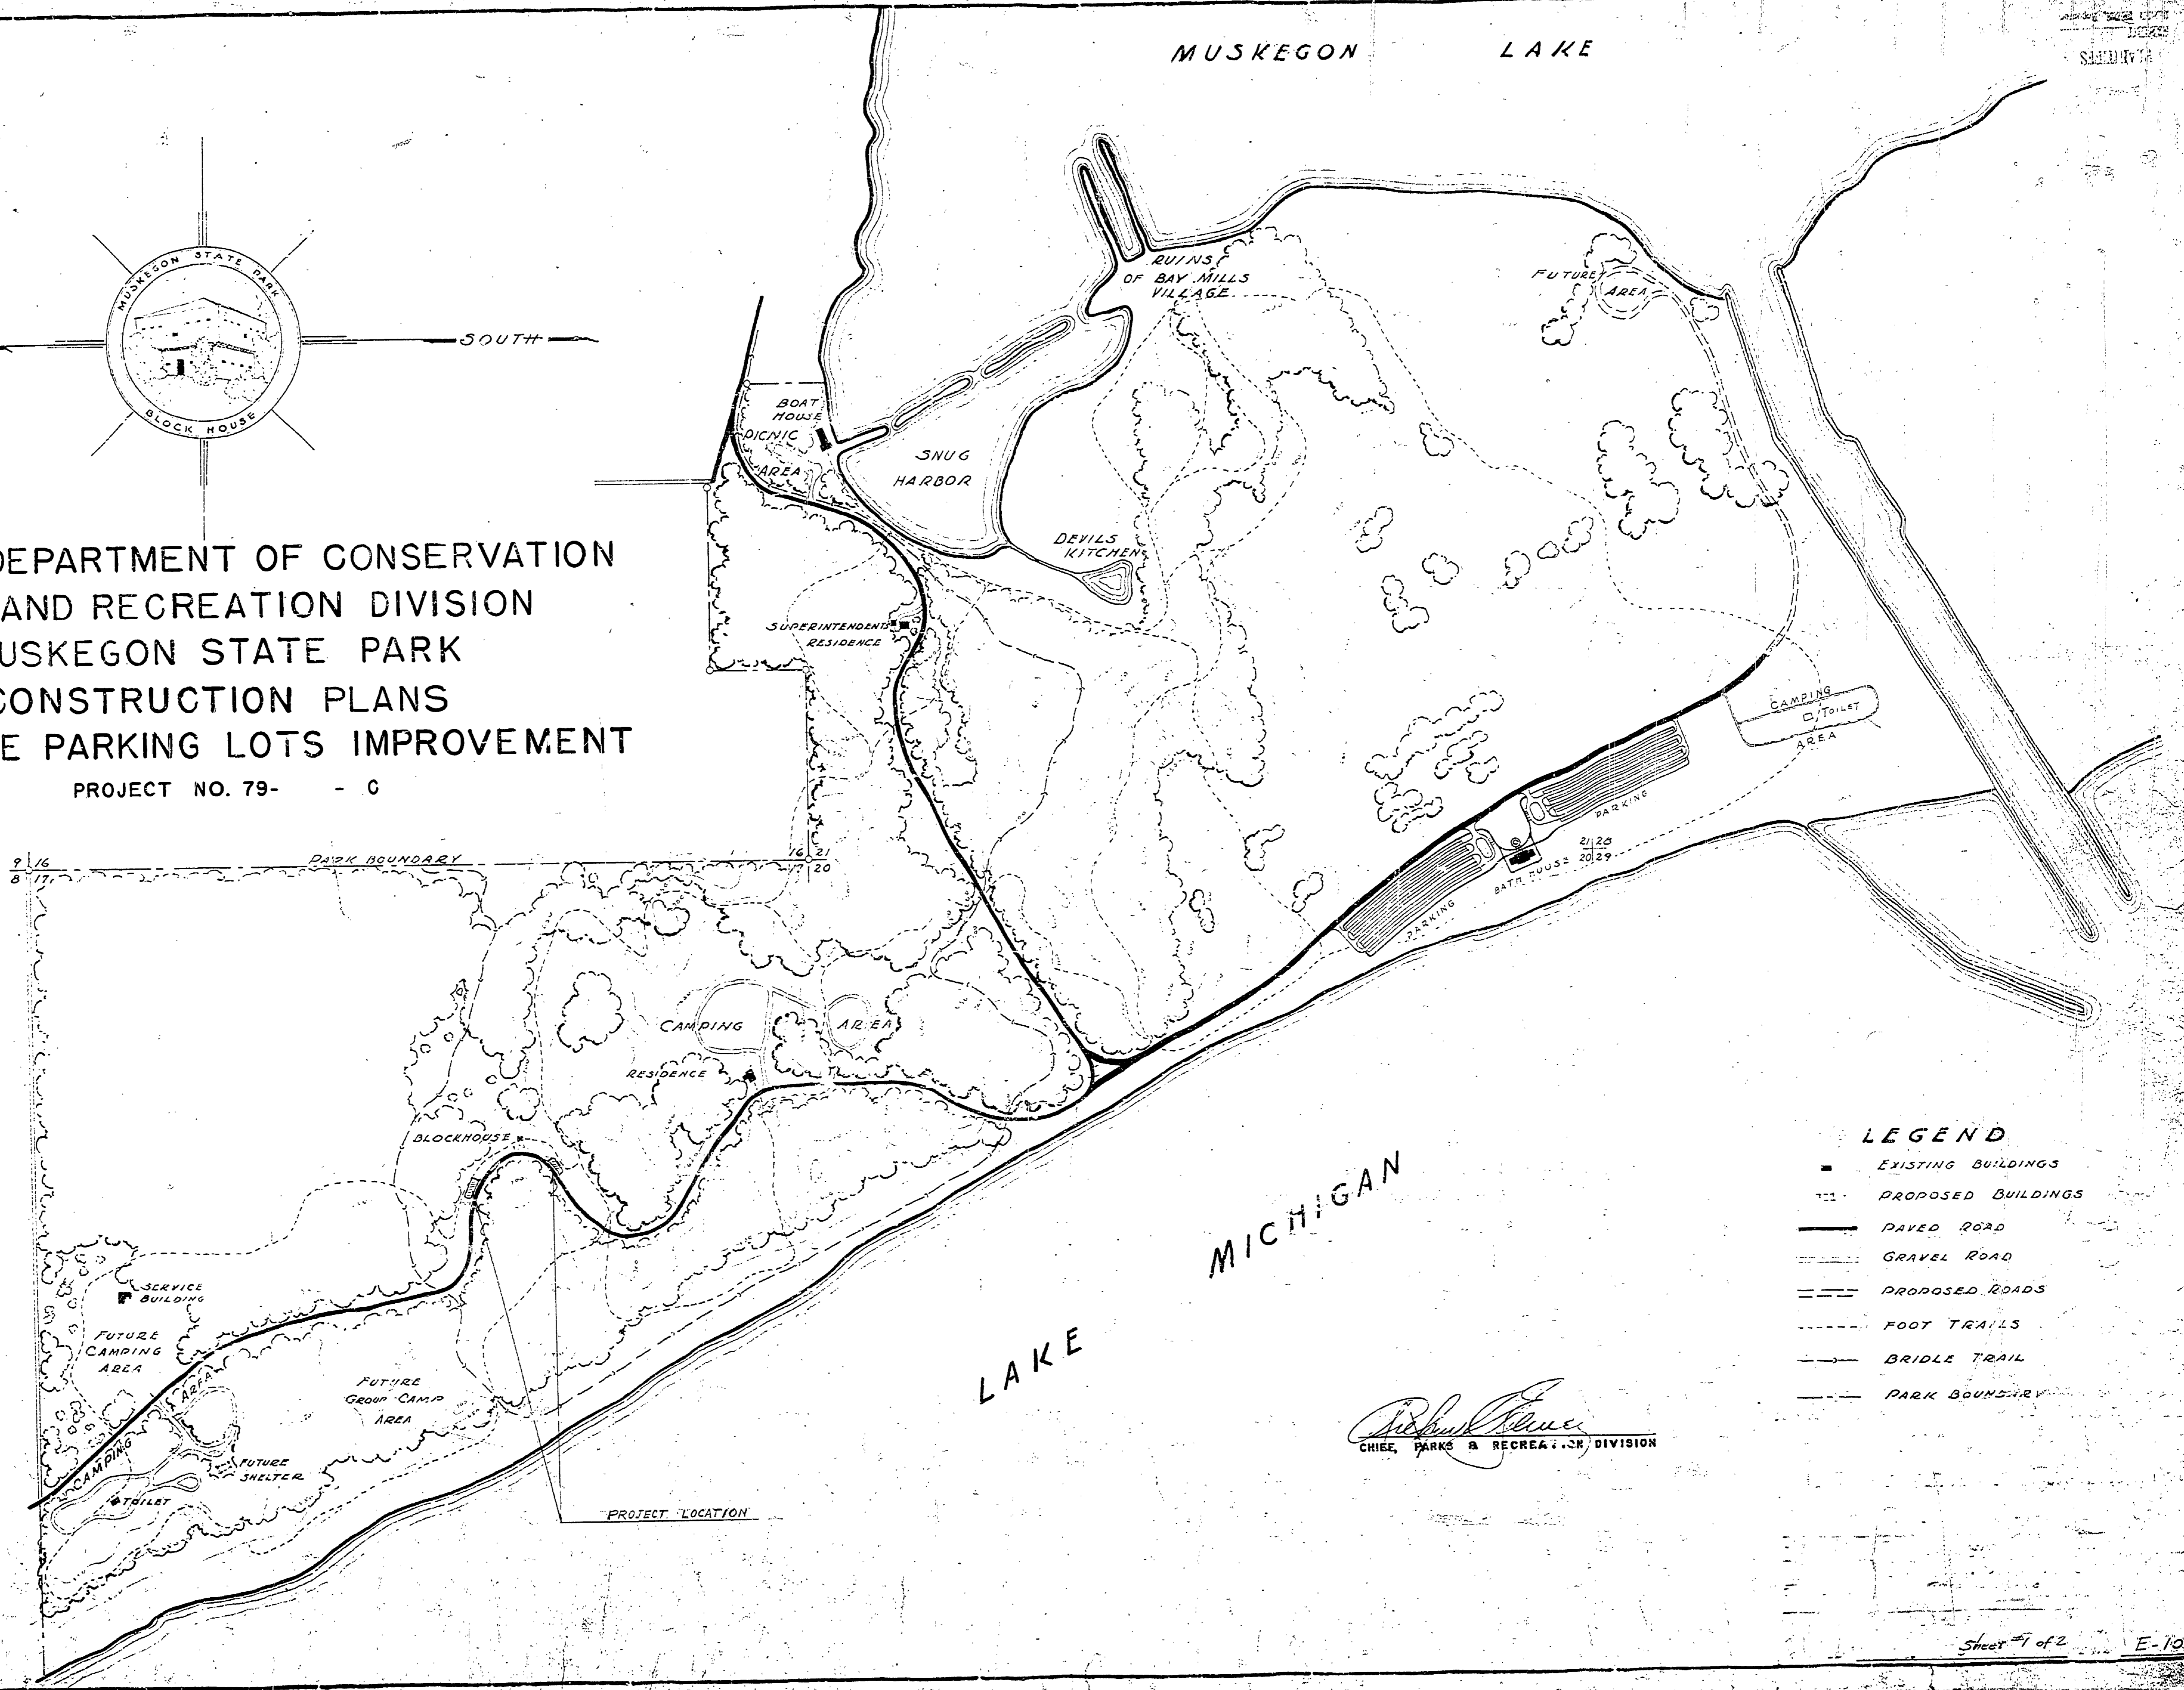 MUSKEGON LAKE
MUSKEGON STATE PARK
BLOCK HOUSE
SOUTH
DEPARTMENT OF CONSERVATION
AND RECREATION DIVISION
USKEGON STATE PARK
CONSTRUCTION PLANS
E PARKING LOTS IMPROVEMENT
PROJECT NO. 79- - C
RUINS
OF BAY MILLS
VILLAGE
FUTURE
AREA
BOAT
HOUSE
PICNIC
AREA
SNUG
HARBOR
DEVILS
KITCHEN
SUPERINTENDENTS
RESIDENCE
CAMPING
TOILET
AREA
PARKING
BATH HOUSE
21 28
20 29
PARKING
9 16
8 17
PARK BOUNDARY
16 21
17 20
CAMPING AREA
RESIDENCE
BLOCKHOUSE
SERVICE
BUILDING
FUTURE
CAMPING
AREA
FUTURE
GROUP CAMP
AREA
CAMPING AREA
FUTURE
SHELTER
TOILET
PROJECT LOCATION
LAKE MICHIGAN
LEGEND
EXISTING BUILDINGS
PROPOSED BUILDINGS
PAVED ROAD
GRAVEL ROAD
PROPOSED ROADS
FOOT TRAILS
BRIDLE TRAIL
PARK BOUNDARY
CHIEF, PARKS & RECREATION DIVISION
Sheet #1 of 2
E-10